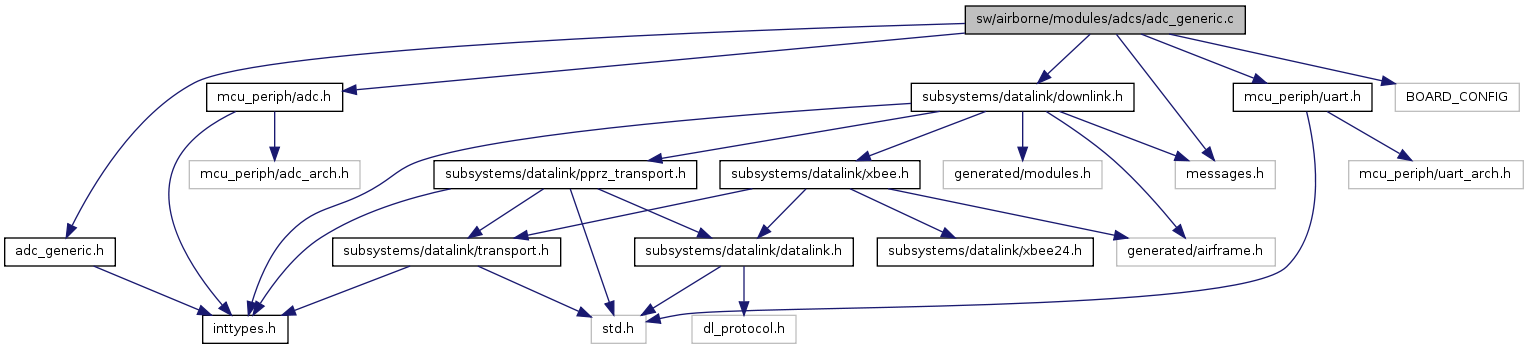 sw/airborne/modules/adcs/adc_generic.c
mcu_periph/adc.h
subsystems/datalink/downlink.h
mcu_periph/uart.h
BOARD_CONFIG
mcu_periph/adc_arch.h
subsystems/datalink/pprz_transport.h
subsystems/datalink/xbee.h
generated/modules.h
messages.h
mcu_periph/uart_arch.h
adc_generic.h
subsystems/datalink/transport.h
subsystems/datalink/datalink.h
subsystems/datalink/xbee24.h
generated/airframe.h
inttypes.h
std.h
dl_protocol.h